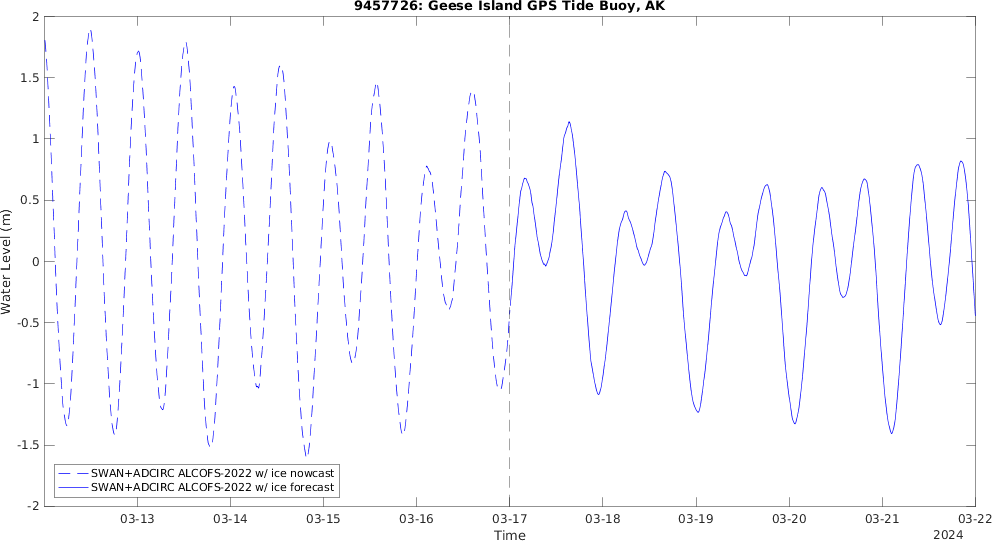 9457726: Geese Island GPS Tide Buoy, AK
Water Level (m)
2
1.5
1
0.5
0
-0.5
-1
-1.5
-2
SWAN+ADCIRC ALCOFS-2022 w/ ice nowcast
SWAN+ADCIRC ALCOFS-2022 w/ ice forecast
03-13 03-14 03-15 03-16 03-17 03-18 03-19 03-20 03-21 03-22
Time
2024